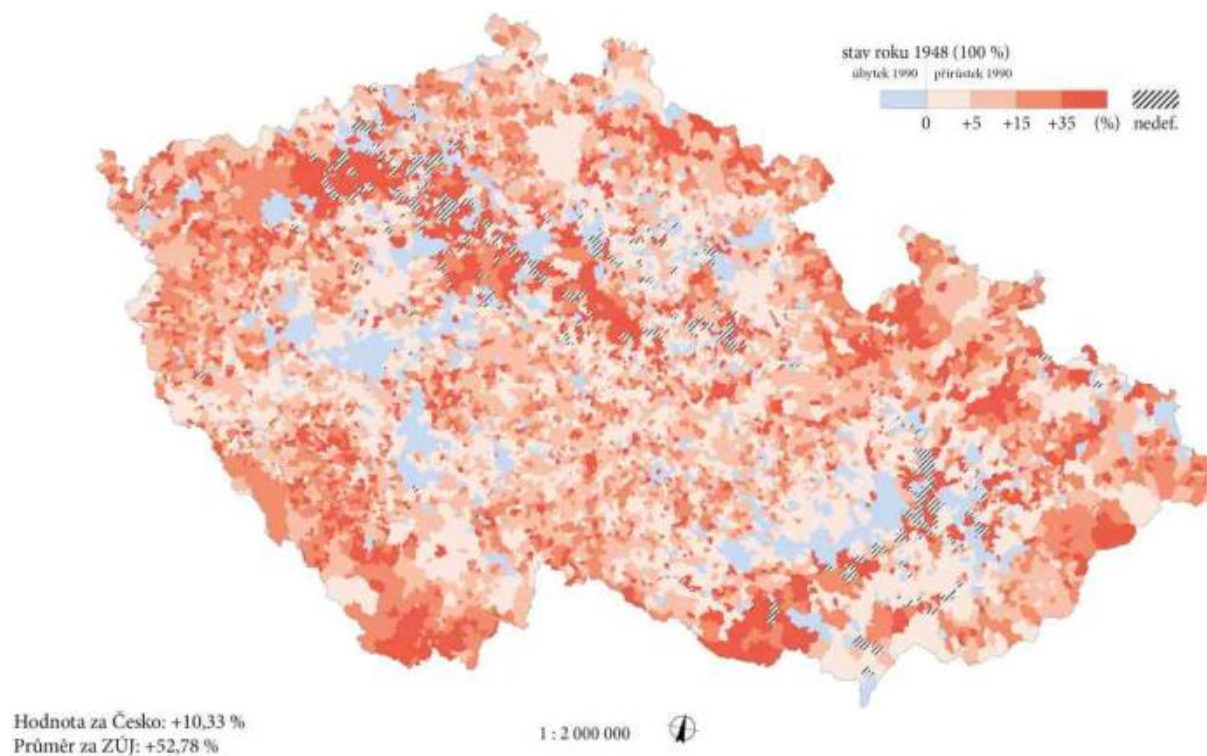 stav roku 1948 (100 %)
úbytek 1990 přírůstek 1990
0 +5 +15 +35 (%) nedef.
Hodnota za Česko: +10,33 %
Průměr za ZÚJ: +52,78 %
1 : 2 000 000